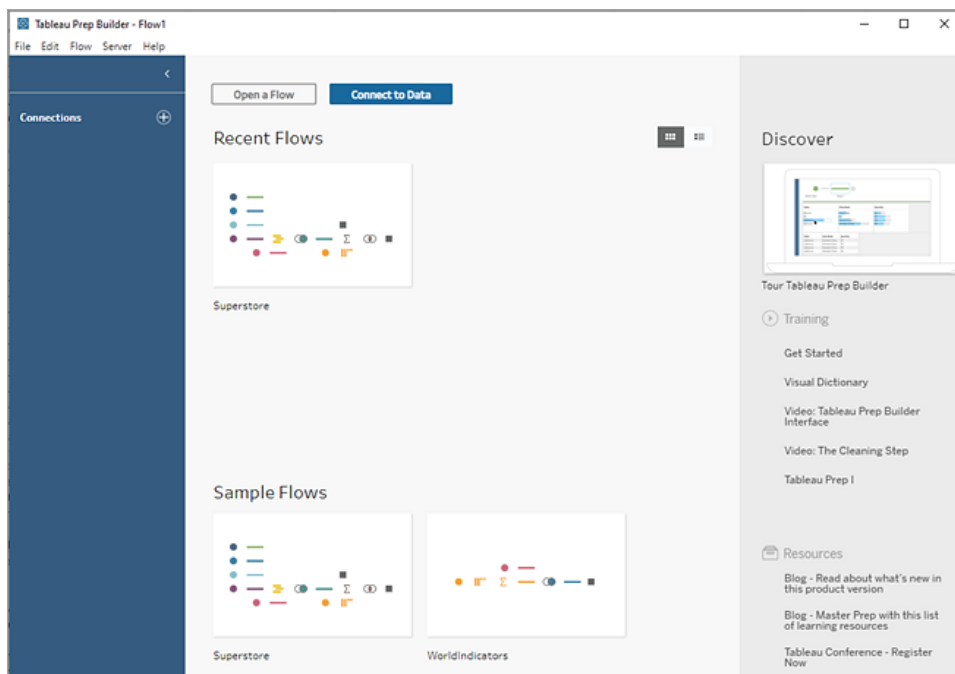 Tableau Prep Builder - Flow1
File Edit Flow Server Help
Connections
Open a Flow
Connect to Data
Recent Flows
Superstore
Sample Flows
Superstore
WorldIndicators
Discover
Tour Tableau Prep Builder
Training
Get Started
Visual Dictionary
Video: Tableau Prep Builder
Interface
Video: The Cleaning Step
Tableau Prep I
Resources
Blog - Read about what's new in
this product version
Blog - Master Prep with this list
of learning resources
Tableau Conference - Register
Now